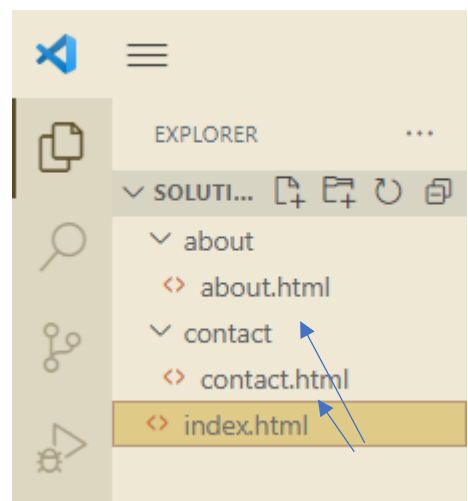 EXPLORER ...
SOLUTI...
about
<> about.html
contact
<> contact.html
<> index.html